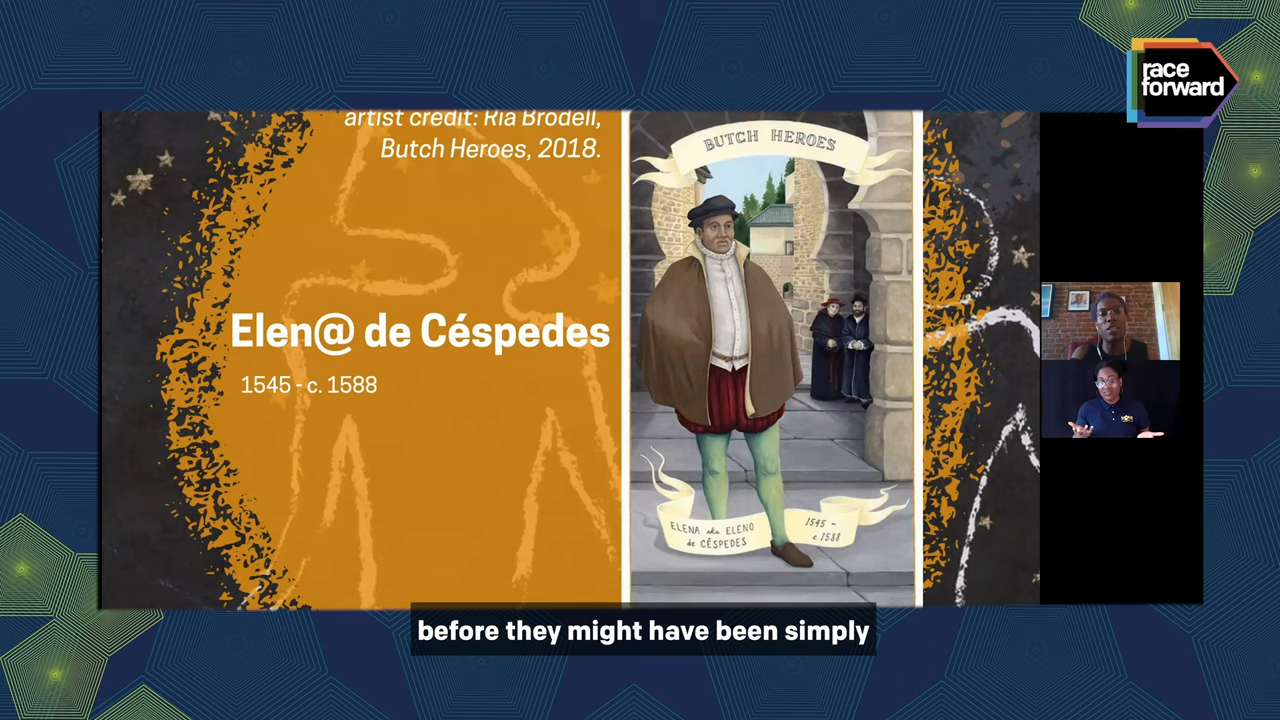 race
forward
artist credit: Ria Brodell,
Butch Heroes, 2018.
Elen@ de Céspedes
1545 - c. 1588
BUTCH HEROES
ELENA aka ELENO
de CÉSPEDES
1545 –
c. 1588
before they might have been simply